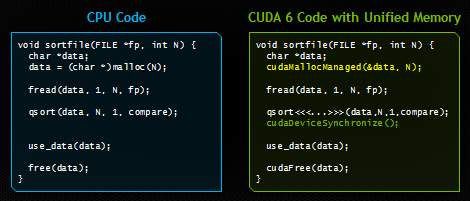 CPU Code
void sortfile(FILE *fp, int N) {
  char *data;
  data = (char *)malloc(N);

  fread(data, 1, N, fp);

  qsort(data, N, 1, compare);

  use_data(data);

  free(data);
}
CUDA 6 Code with Unified Memory
void sortfile(FILE *fp, int N) {
  char *data;
  cudaMallocManaged(&data, N);

  fread(data, 1, N, fp);

  qsort<<<...>>>(data,N,1,compare);
  cudaDeviceSynchronize();

  use_data(data);

  cudaFree(data);
}